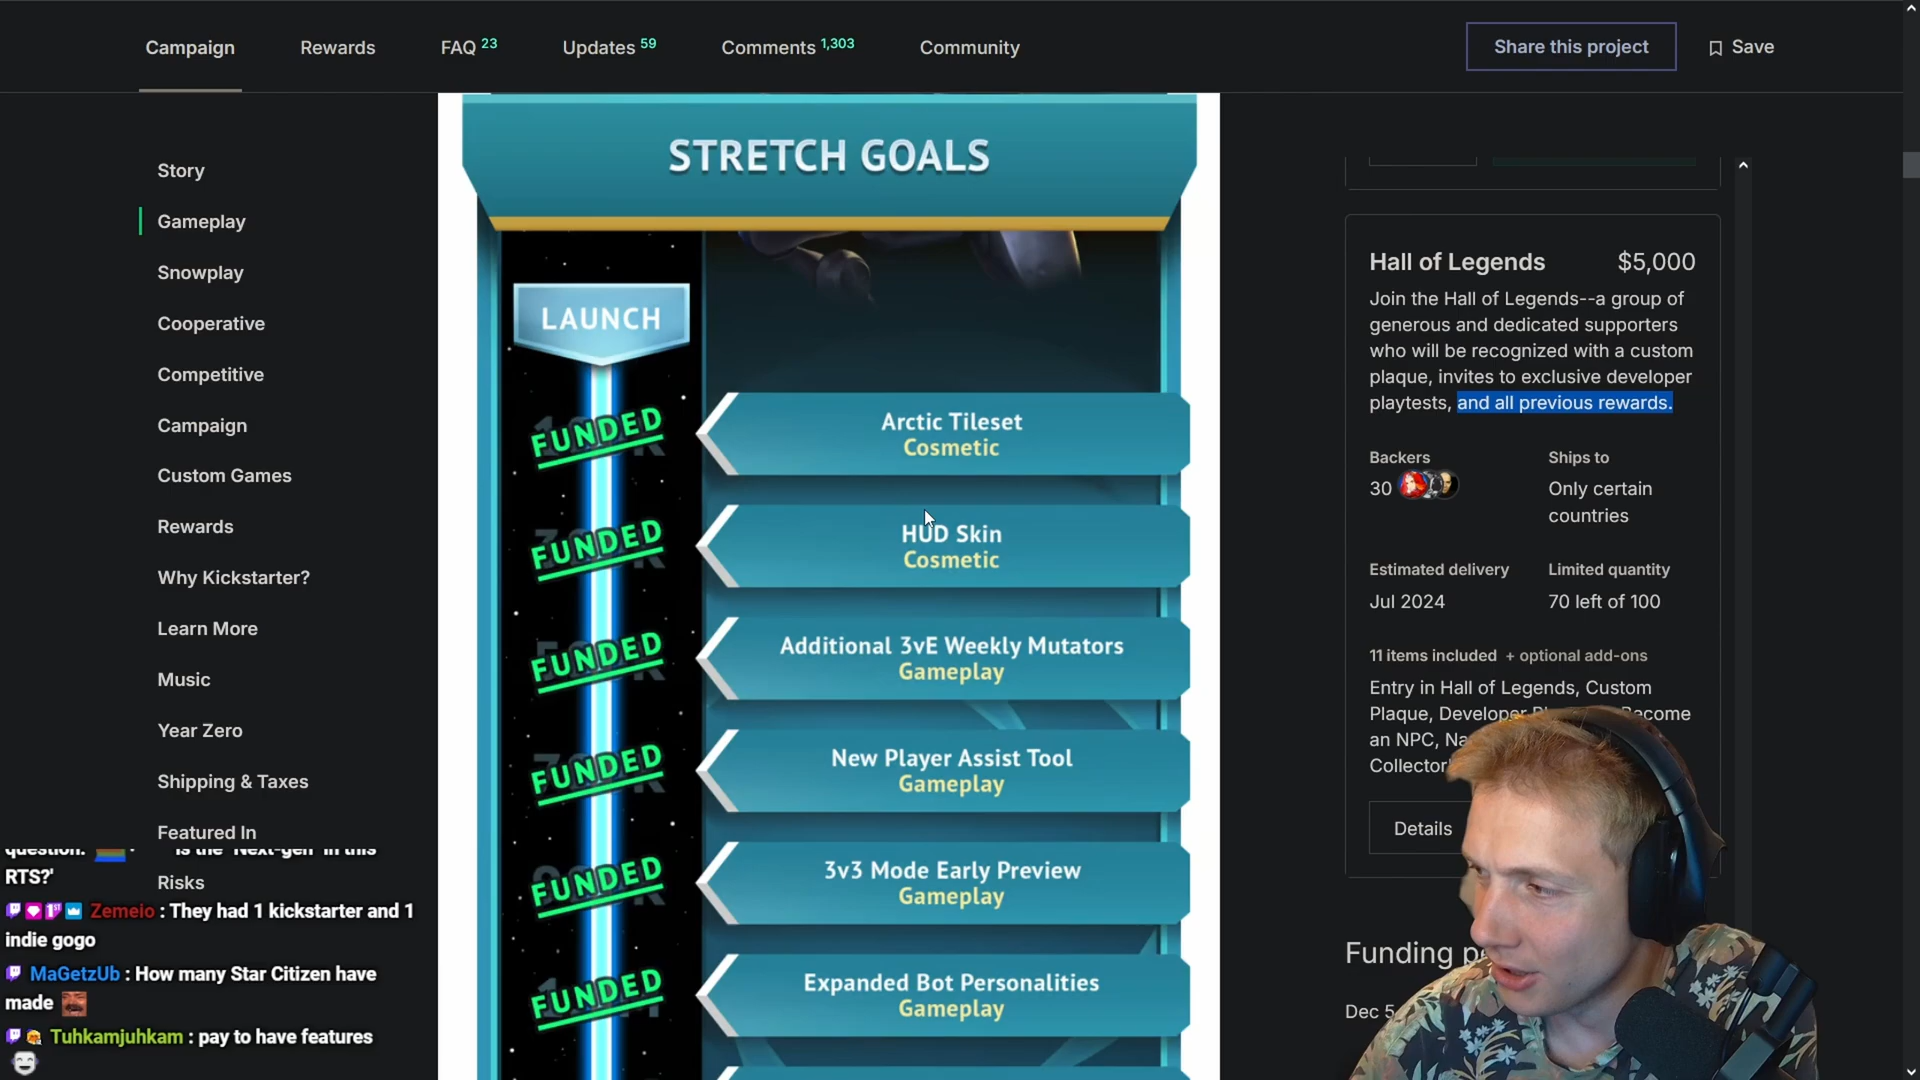 Campaign
Rewards
FAQ 23
Updates 59
Comments 1,303
Community
Share this project
Save
Story
Gameplay
Snowplay
Cooperative
Competitive
Campaign
Custom Games
Rewards
Why Kickstarter?
Learn More
Music
Year Zero
Shipping & Taxes
Featured In
Risks
question.
is the 'Next-gen' in this
RTS?'
Zemeio : They had 1 kickstarter and 1
indie gogo
MaGetzUb : How many Star Citizen have
made
Tuhkamjuhkam : pay to have features
STRETCH GOALS
LAUNCH
FUNDED
Arctic Tileset
Cosmetic
FUNDED
HUD Skin
Cosmetic
FUNDED
Additional 3vE Weekly Mutators
Gameplay
FUNDED
New Player Assist Tool
Gameplay
FUNDED
3v3 Mode Early Preview
Gameplay
FUNDED
Expanded Bot Personalities
Gameplay
Hall of Legends $5,000
Join the Hall of Legends--a group of
generous and dedicated supporters
who will be recognized with a custom
plaque, invites to exclusive developer
playtests, and all previous rewards.
Backers
30
Ships to
Only certain
countries
Estimated delivery
Jul 2024
Limited quantity
70 left of 100
11 items included + optional add-ons
Entry in Hall of Legends, Custom
Plaque, Developer
an NPC,
Details
Funding
Dec 5